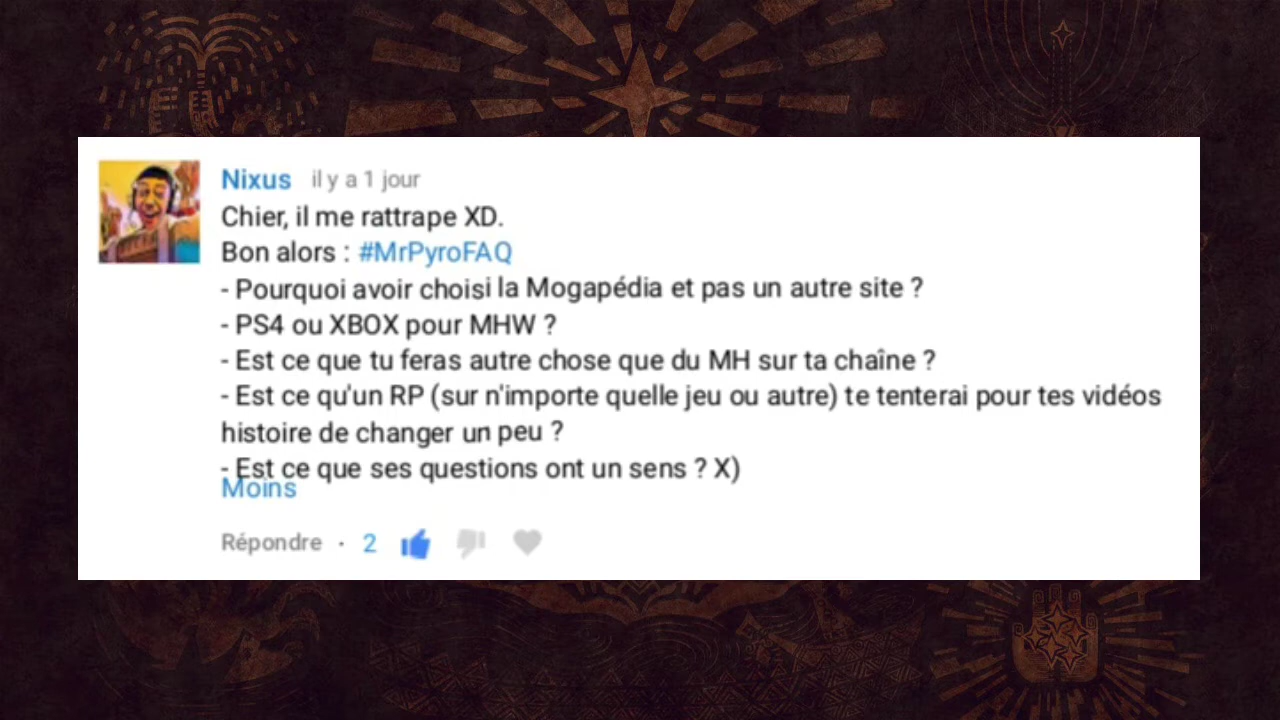 Nixus il y a 1 jour
Chier, il me rattrape XD.
Bon alors : #MrPyroFAQ
- Pourquoi avoir choisi la Mogapédia et pas un autre site ?
- PS4 ou XBOX pour MHW ?
- Est ce que tu feras autre chose que du MH sur ta chaîne ?
- Est ce qu'un RP (sur n'importe quelle jeu ou autre) te tenterai pour tes vidéos
histoire de changer un peu ?
- Est ce que ses questions ont un sens ? X)
Moins
Répondre · 2